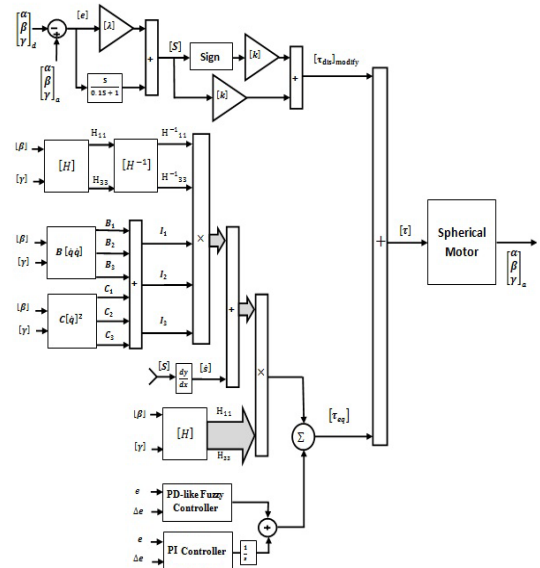 [α β γ]d
−
+
[e]
[λ]
+
s
0.1S+1
[α β γ]a
[S]
Sign
[k]
[k]
+
[τdis]modify
[β]
[γ]
[H]
H11
H33
[H⁻¹]
H⁻¹11
H⁻¹33
×
[β]
[γ]
B[q̇q̇]
B1
B2
B3
C1
C2
C3
[β]
[γ]
C[q̇]²
+
I1
I2
I3
+
×
[S]
dy
dx
[ṡ]
[β]
[γ]
[H]
H11
H33
Σ
[τeq]
+
[τ]
Spherical
Motor
[α β γ]a
e
Δe
PD-like Fuzzy
Controller
+
e
Δe
PI Controller
1
s